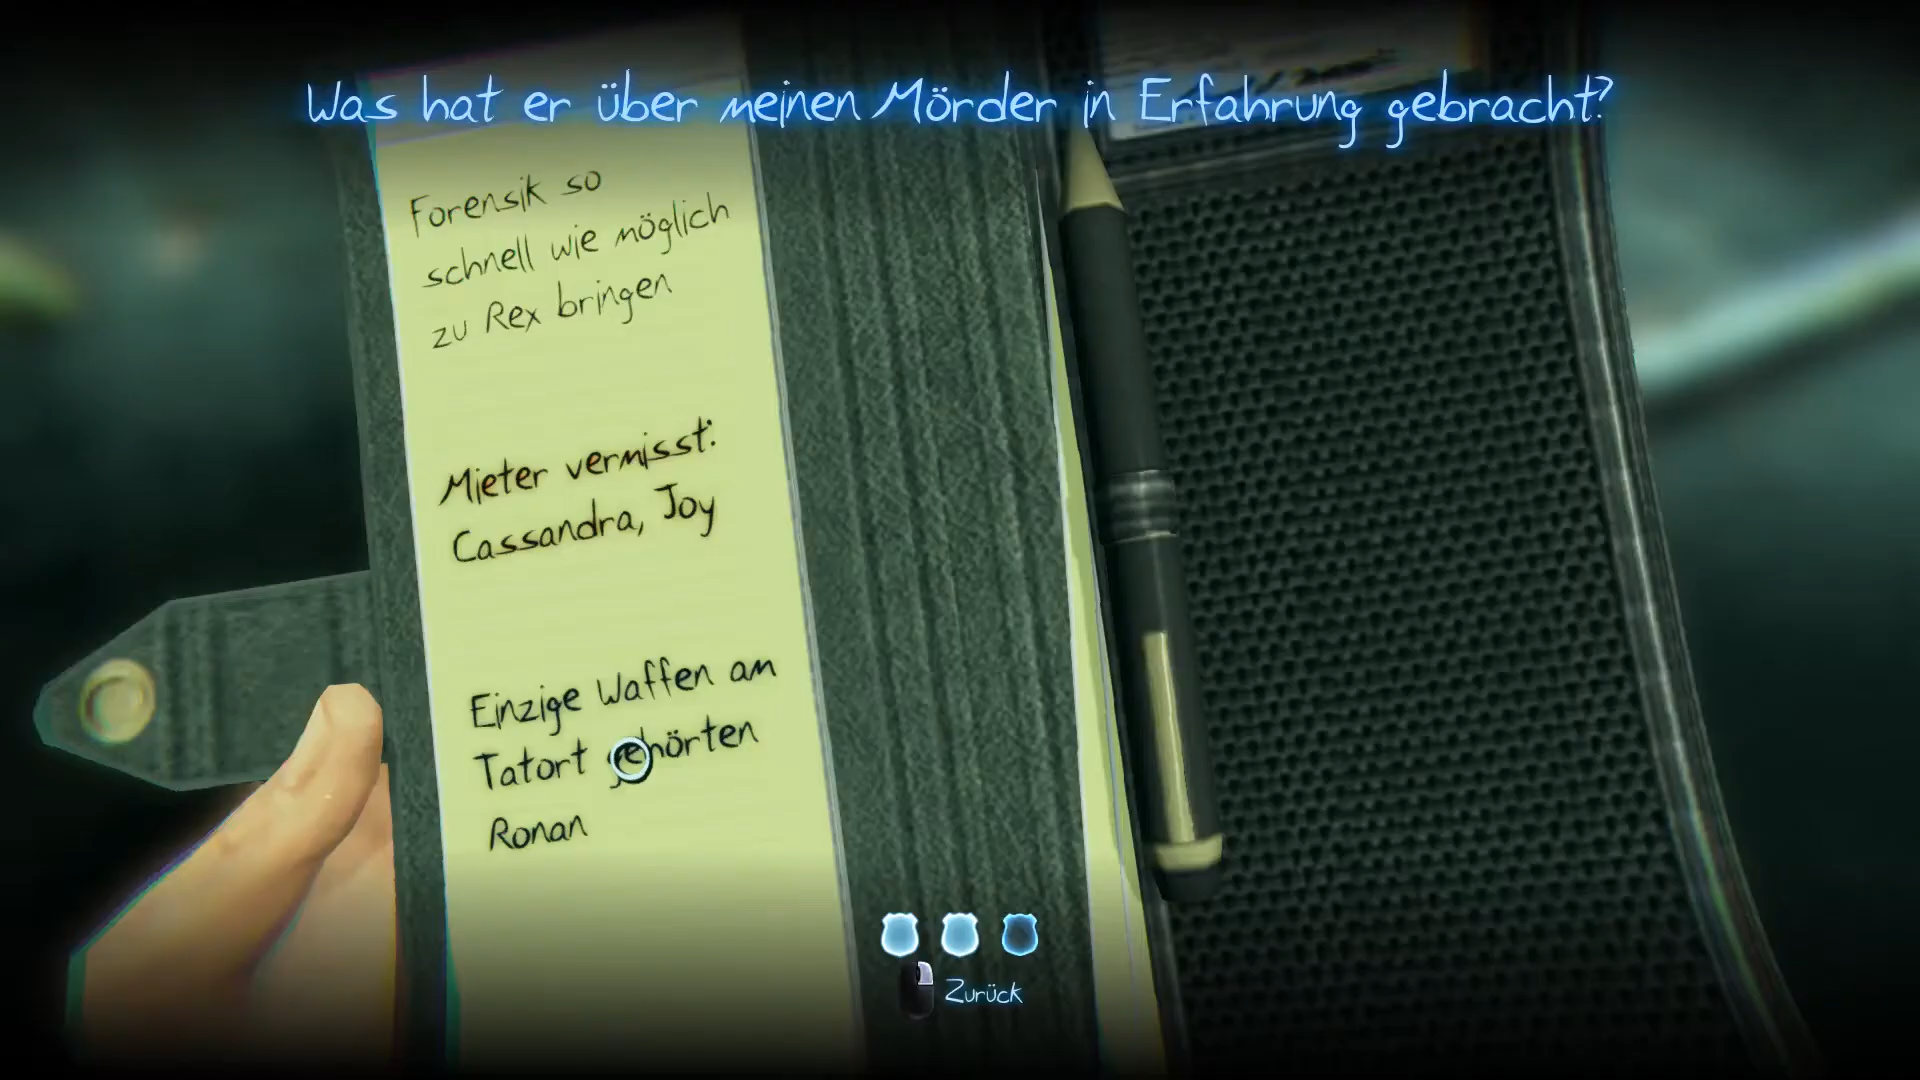 Was hat er über meinen Mörder in Erfahrung gebracht?
Forensik so
schnell wie möglich
zu Rex bringen
Mieter vermisst:
Cassandra, Joy
Einzige Waffen am
Tatort gehörten
Ronan
Zurück